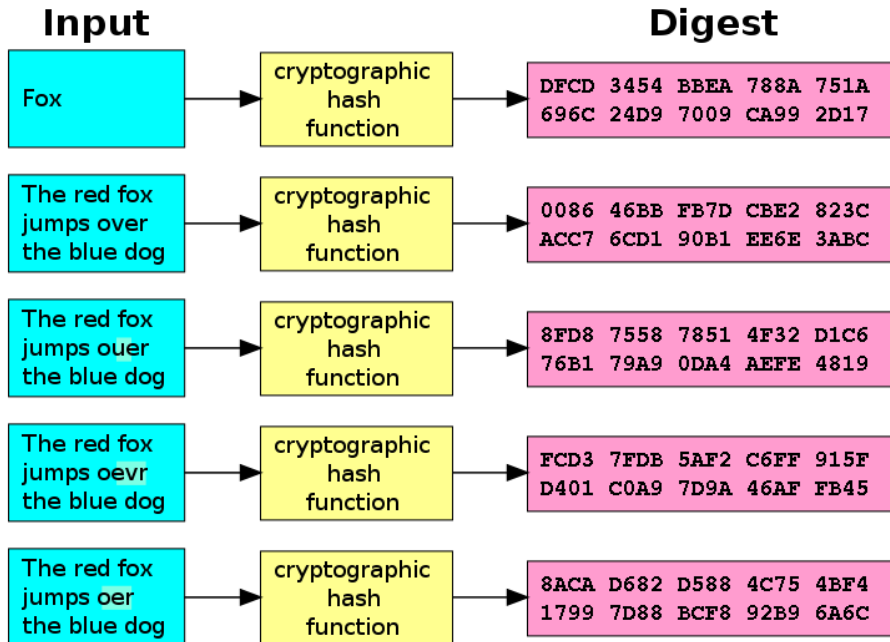 Input
Digest
Fox
cryptographic
hash
function
DFCD 3454 BBEA 788A 751A
696C 24D9 7009 CA99 2D17
The red fox
jumps over
the blue dog
cryptographic
hash
function
0086 46BB FB7D CBE2 823C
ACC7 6CD1 90B1 EE6E 3ABC
The red fox
jumps ouer
the blue dog
cryptographic
hash
function
8FD8 7558 7851 4F32 D1C6
76B1 79A9 0DA4 AEFE 4819
The red fox
jumps oevr
the blue dog
cryptographic
hash
function
FCD3 7FDB 5AF2 C6FF 915F
D401 C0A9 7D9A 46AF FB45
The red fox
jumps oer
the blue dog
cryptographic
hash
function
8ACA D682 D588 4C75 4BF4
1799 7D88 BCF8 92B9 6A6C